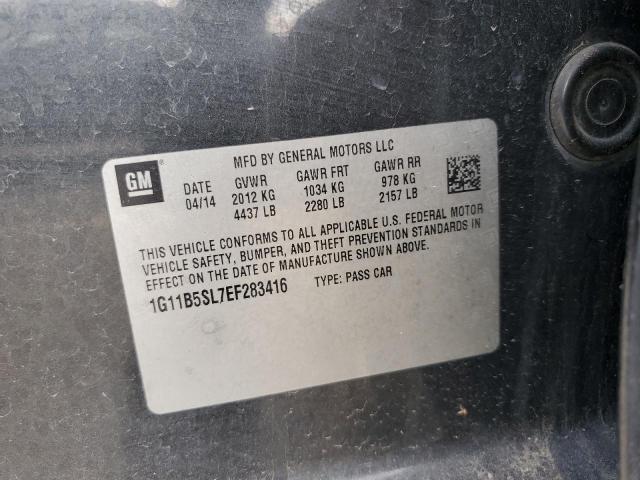 MFD BY GENERAL MOTORS LLC
GM
DATE GVWR GAWR FRT GAWR RR
04/14 2012 KG 1034 KG 978 KG
4437 LB 2280 LB 2157 LB
THIS VEHICLE CONFORMS TO ALL APPLICABLE U.S. FEDERAL MOTOR
VEHICLE SAFETY, BUMPER, AND THEFT PREVENTION STANDARDS IN
EFFECT ON THE DATE OF MANUFACTURE SHOWN ABOVE.
1G11B5SL7EF283416 TYPE: PASS CAR